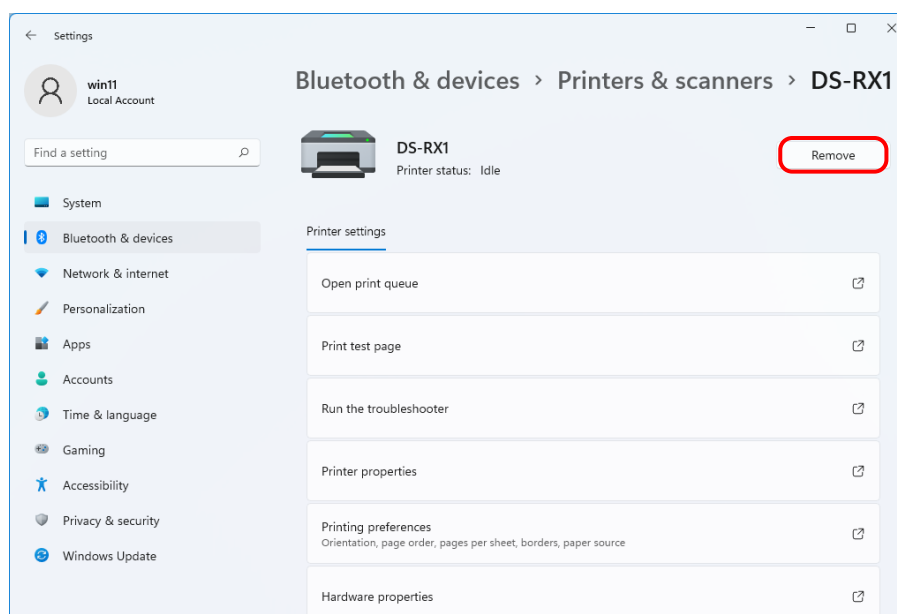 Settings
win11
Local Account
Find a setting
System
Bluetooth & devices
Network & internet
Personalization
Apps
Accounts
Time & language
Gaming
Accessibility
Privacy & security
Windows Update
Bluetooth & devices > Printers & scanners > DS-RX1
DS-RX1
Printer status: Idle
Remove
Printer settings
Open print queue
Print test page
Run the troubleshooter
Printer properties
Printing preferences
Orientation, page order, pages per sheet, borders, paper source
Hardware properties